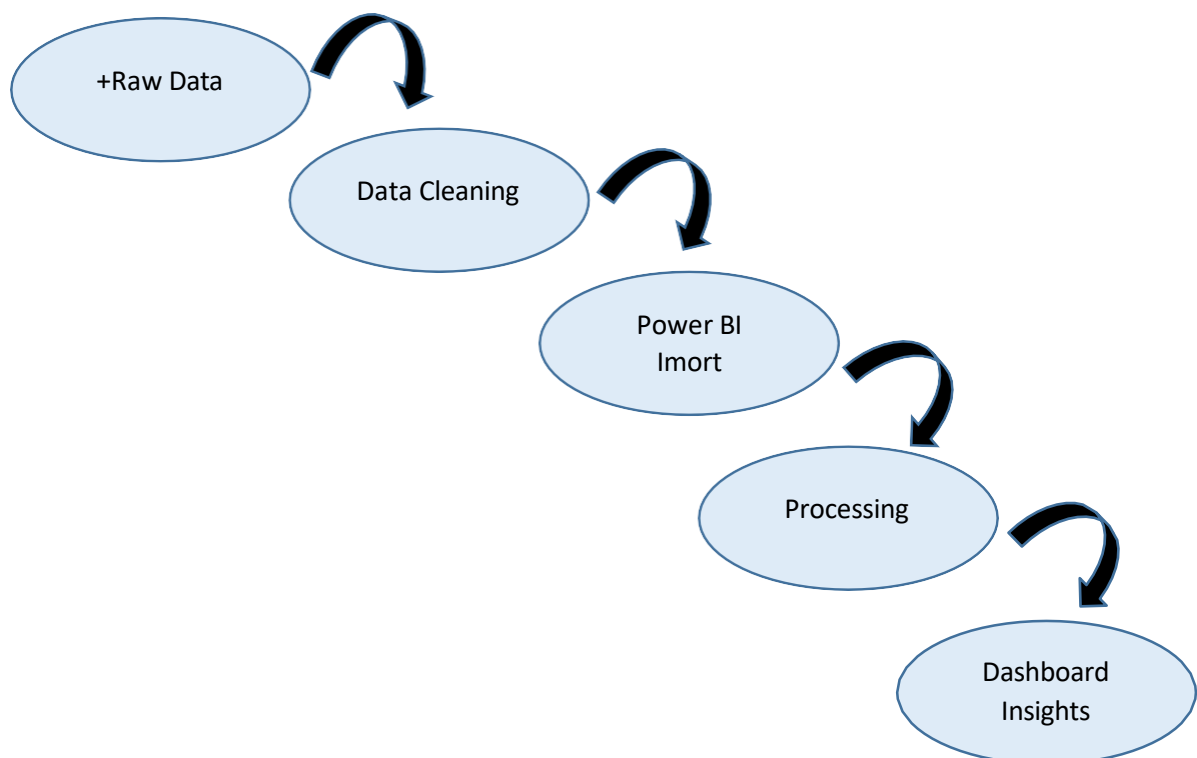 +Raw Data
Data Cleaning
Power BI
Imort
Processing
Dashboard
Insights